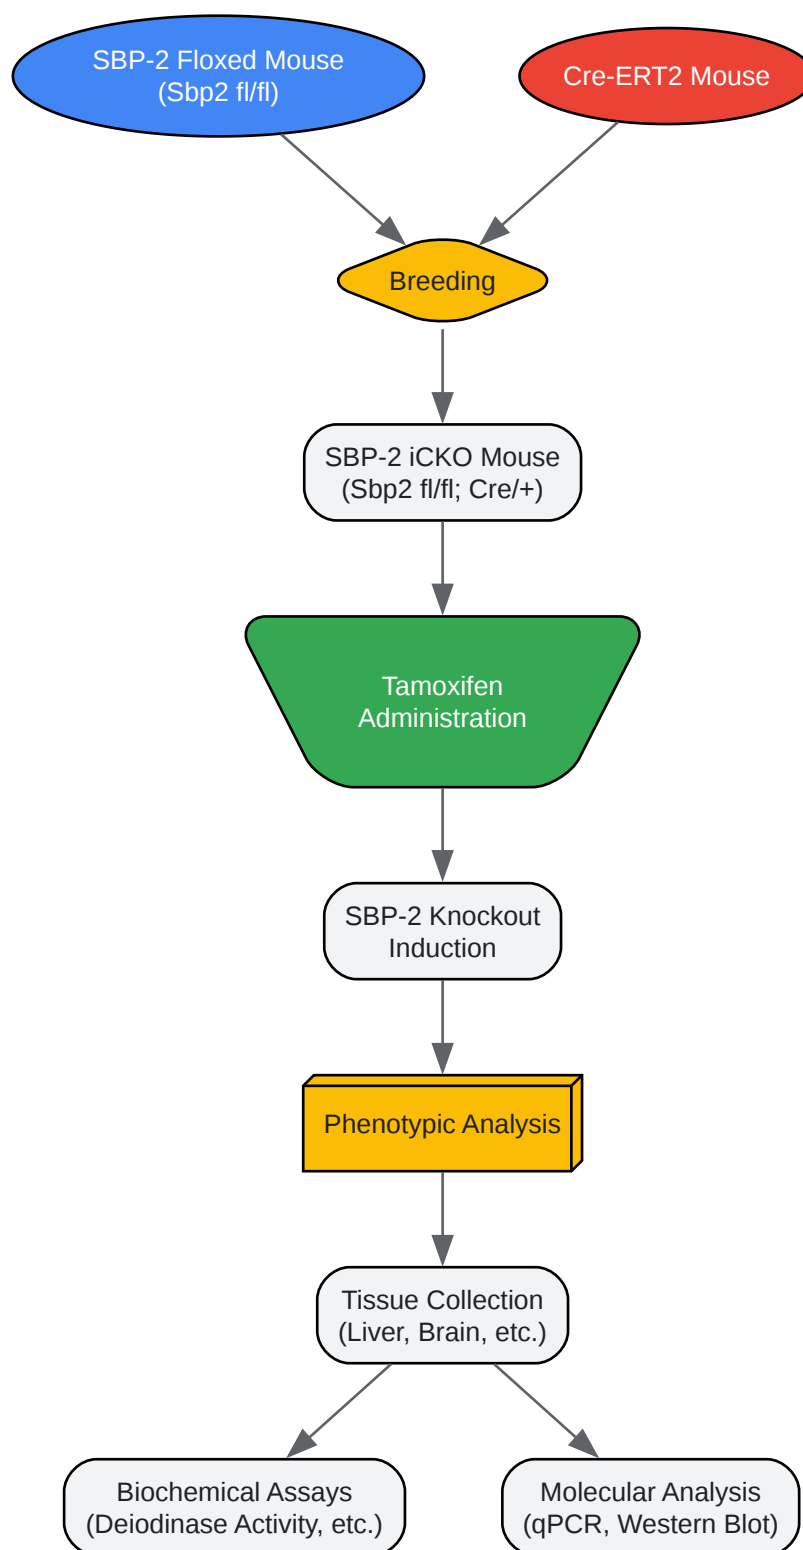 SBP-2 Floxed Mouse
(Sbp2 fl/fl)
Cre-ERT2 Mouse
Breeding
SBP-2 iCKO Mouse
(Sbp2 fl/fl; Cre/+)
Tamoxifen
Administration
SBP-2 Knockout
Induction
Phenotypic Analysis
Tissue Collection
(Liver, Brain, etc.)
Biochemical Assays
(Deiodinase Activity, etc.)
Molecular Analysis
(qPCR, Western Blot)